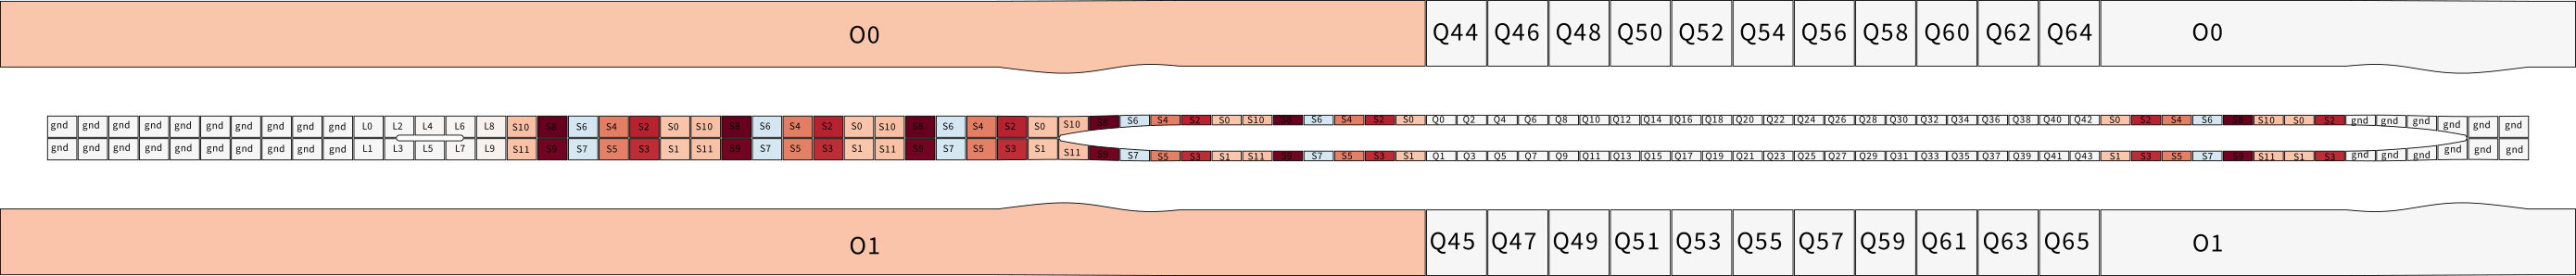 O0 Q44 Q46 Q48 Q50 Q52 Q54 Q56 Q58 Q60 Q62 Q64 O0
gnd gnd gnd gnd gnd gnd gnd gnd gnd gnd L0 L2 L4 L6 L8 S10 S8 S6 S4 S2 S0 S10 S8 S6 S4 S2 S0 S10 S8 S6 S4 S2 S0 S10 S8 S6 S4 S2 S0 S10 S8 S6 S4 S2 S0 Q0 Q2 Q4 Q6 Q8 Q10 Q12 Q14 Q16 Q18 Q20 Q22 Q24 Q26 Q28 Q30 Q32 Q34 Q36 Q38 Q40 Q42 S0 S2 S4 S6 S8 S10 S0 S2 gnd gnd gnd gnd gnd gnd
gnd gnd gnd gnd gnd gnd gnd gnd gnd gnd L1 L3 L5 L7 L9 S11 S9 S7 S5 S3 S1 S11 S9 S7 S5 S3 S1 S11 S9 S7 S5 S3 S1 S11 S9 S7 S5 S3 S1 S11 S9 S7 S5 S3 S1 Q1 Q3 Q5 Q7 Q9 Q11 Q13 Q15 Q17 Q19 Q21 Q23 Q25 Q27 Q29 Q31 Q33 Q35 Q37 Q39 Q41 Q43 S1 S3 S5 S7 S9 S11 S1 S3 gnd gnd gnd gnd gnd gnd
O1 Q45 Q47 Q49 Q51 Q53 Q55 Q57 Q59 Q61 Q63 Q65 O1